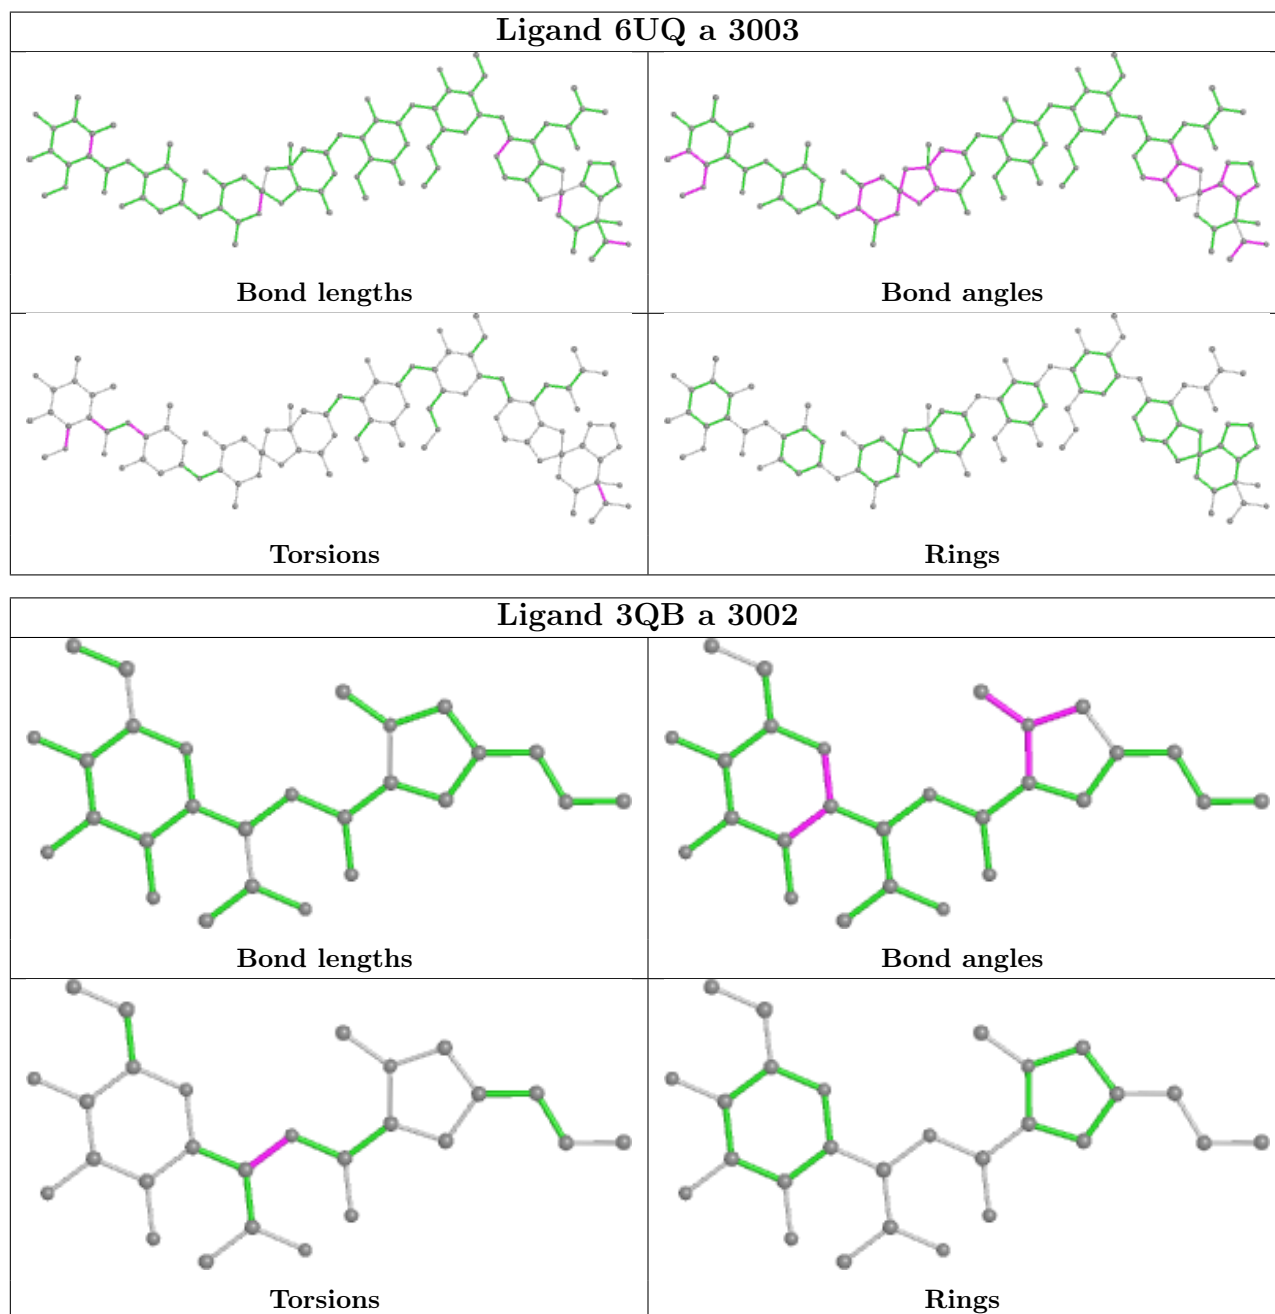 Ligand 6UQ a 3003
Bond lengths
Bond angles
Torsions
Rings
Ligand 3QB a 3002
Bond lengths
Bond angles
Torsions
Rings